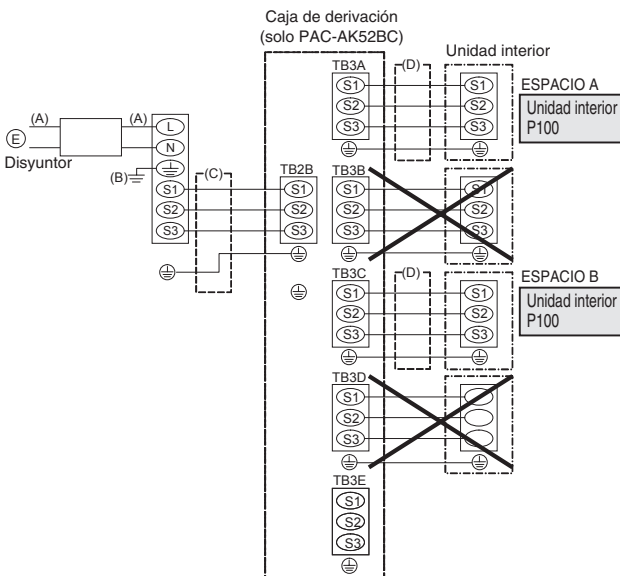 Caja de derivación
(solo PAC-AK52BC)
Unidad interior
TB3A
(D)
S1
S2
S3
S1
S2
S3
ESPACIO A
Unidad interior
P100
(A)
(A)
E
Disyuntor
L
N
(B)
S1
S2
S3
(C)
TB2B
S1
S2
S3
TB3B
S1
S2
S3
S1
S2
S3
TB3C
(D)
S1
S2
S3
S1
S2
S3
ESPACIO B
Unidad interior
P100
TB3D
S1
S2
S3
TB3E
S1
S2
S3